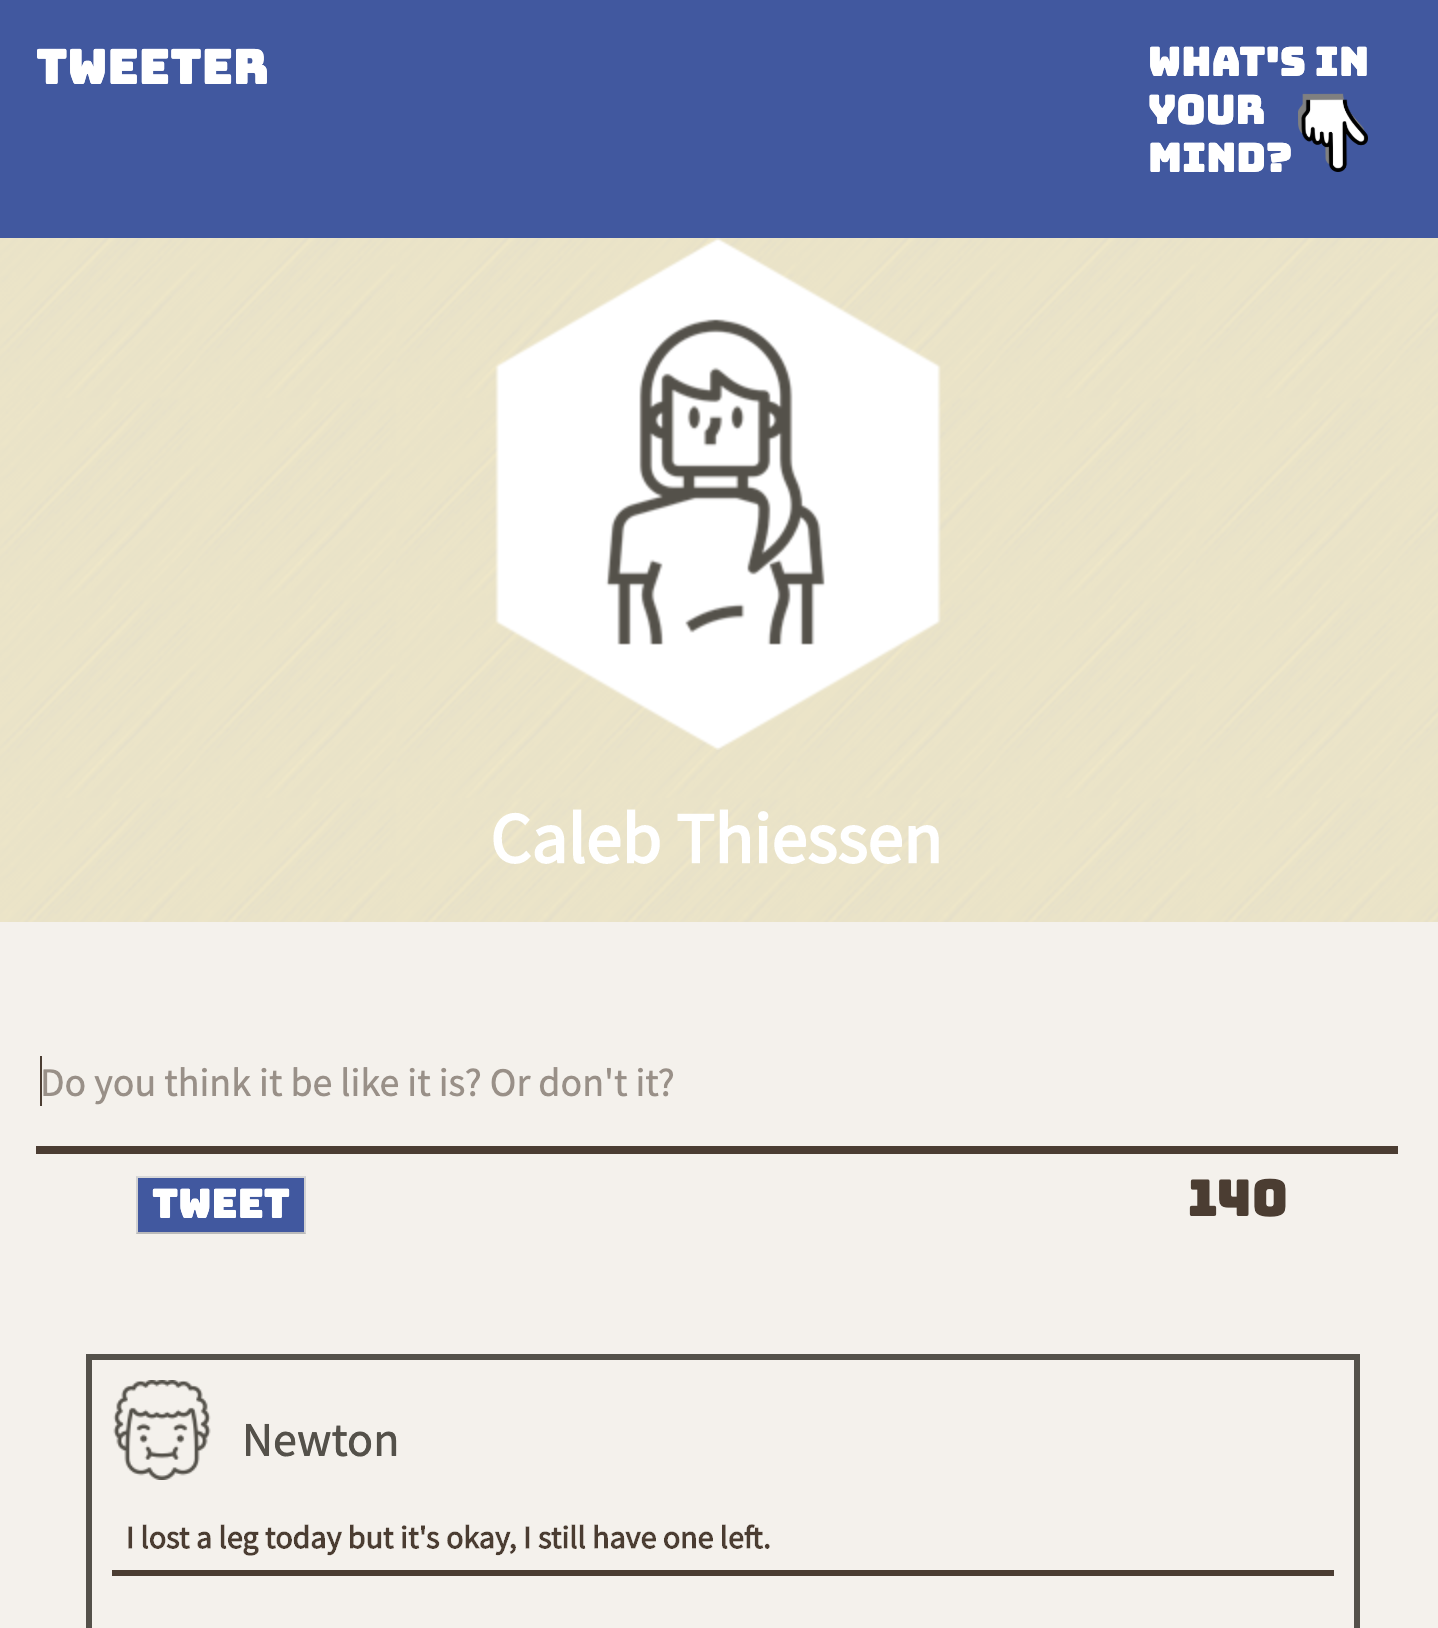 TWEETER
WHAT'S IN
YOUR
MIND?
Caleb Thiessen
Do you think it be like it is? Or don't it?
TWEET
140
Newton
I lost a leg today but it's okay, I still have one left.